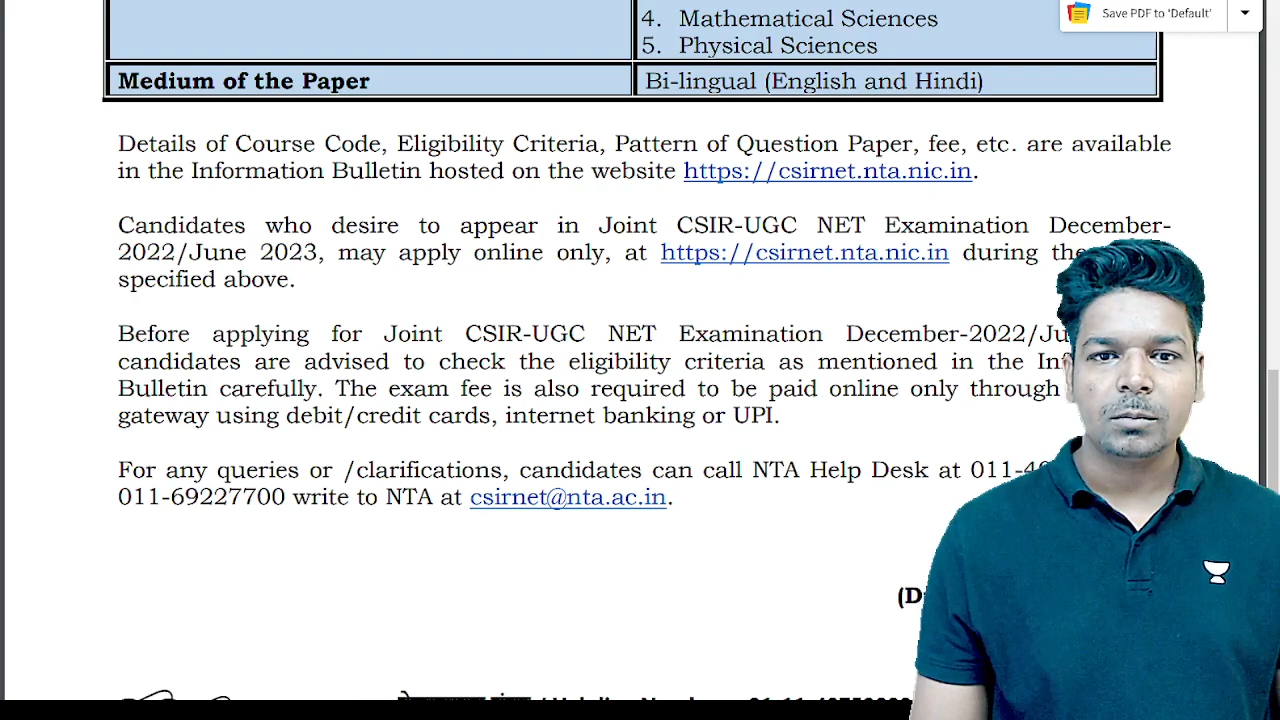 4. Mathematical Sciences
5. Physical Sciences
Save PDF to 'Default'
Medium of the Paper Bi-lingual (English and Hindi)
Details of Course Code, Eligibility Criteria, Pattern of Question Paper, fee, etc. are available
in the Information Bulletin hosted on the website https://csirnet.nta.nic.in.
Candidates who desire to appear in Joint CSIR-UGC NET Examination December-
2022/June 2023, may apply online only, at https://csirnet.nta.nic.in during the
specified above.
Before applying for Joint CSIR-UGC NET Examination December-2022/Ju
candidates are advised to check the eligibility criteria as mentioned in the
Bulletin carefully. The exam fee is also required to be paid online only through
gateway using debit/credit cards, internet banking or UPI.
For any queries or /clarifications, candidates can call NTA Help Desk at 011-4
011-69227700 write to NTA at csirnet@nta.ac.in.
(D